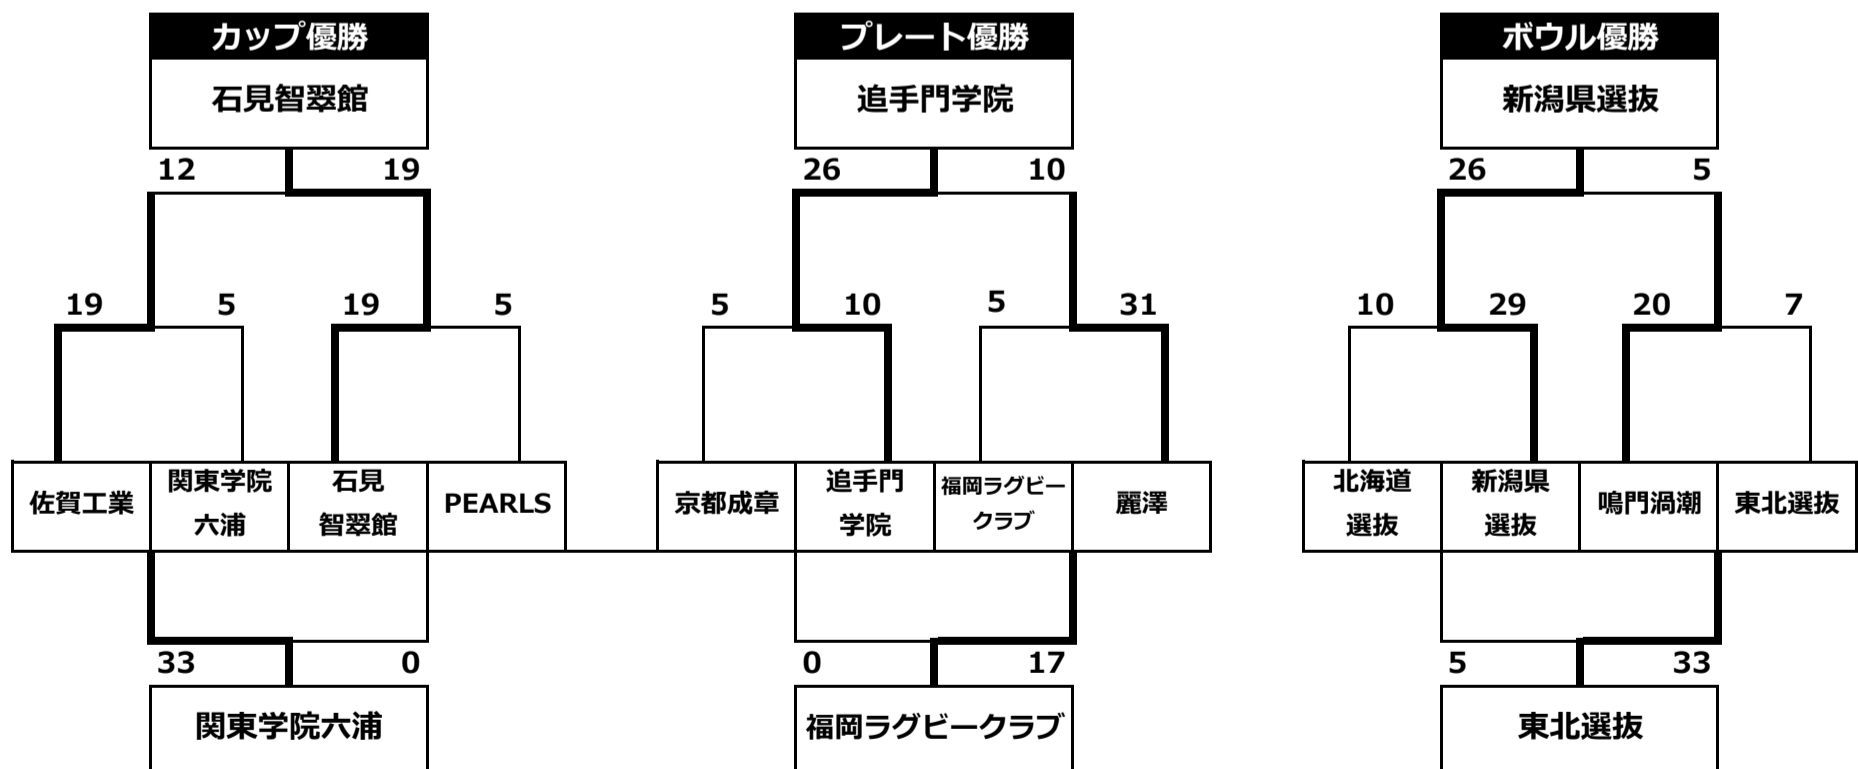 カップ優勝
プレート優勝
ボウル優勝
石見智翠館
追手門学院
新潟県選抜
12 19
26 10
26 5
19 5 19 5
5 10 5 31
10 29 20 7
佐賀工業
関東学院
六浦
石見
智翠館
PEARLS
京都成章
追手門
学院
福岡ラグビー
クラブ
麗澤
北海道
選抜
新潟県
選抜
鳴門渦潮
東北選抜
33 0
0 17
5 33
関東学院六浦
福岡ラグビークラブ
東北選抜